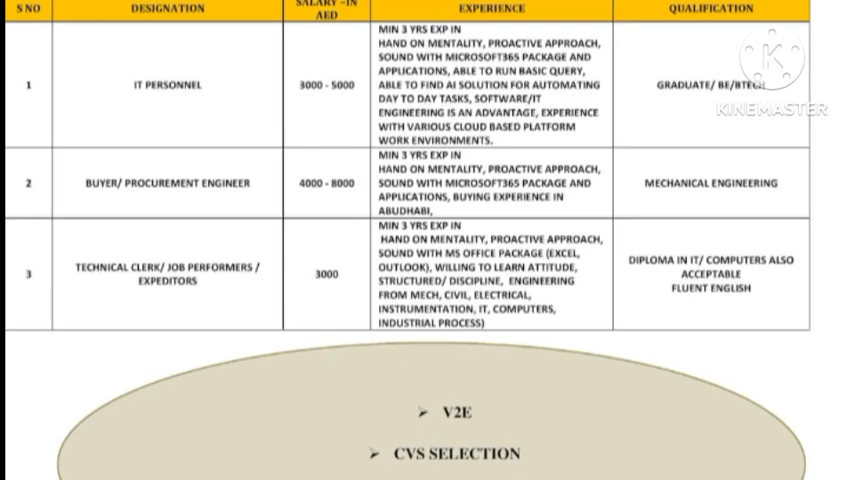 S NO
DESIGNATION
SALARY -IN
AED
EXPERIENCE
QUALIFICATION
1
IT PERSONNEL
3000 - 5000
MIN 3 YRS EXP IN
HAND ON MENTALITY, PROACTIVE APPROACH,
SOUND WITH MICROSOFT365 PACKAGE AND
APPLICATIONS, ABLE TO RUN BASIC QUERY,
ABLE TO FIND AI SOLUTION FOR AUTOMATING
DAY TO DAY TASKS, SOFTWARE/IT
ENGINEERING IS AN ADVANTAGE, EXPERIENCE
WITH VARIOUS CLOUD BASED PLATFORM
WORK ENVIRONMENTS.
GRADUATE/ BE/BTECH
K
KINEMASTER
2
BUYER/ PROCUREMENT ENGINEER
4000 - 8000
MIN 3 YRS EXP IN
HAND ON MENTALITY, PROACTIVE APPROACH,
SOUND WITH MICROSOFT365 PACKAGE AND
APPLICATIONS, BUYING EXPERIENCE IN
ABUDHABI,
MECHANICAL ENGINEERING
3
TECHNICAL CLERK/ JOB PERFORMERS /
EXPEDITORS
3000
MIN 3 YRS EXP IN
HAND ON MENTALITY, PROACTIVE APPROACH,
SOUND WITH MS OFFICE PACKAGE (EXCEL,
OUTLOOK), WILLING TO LEARN ATTITUDE,
STRUCTURED/ DISCIPLINE, ENGINEERING
FROM MECH, CIVIL, ELECTRICAL,
INSTRUMENTATION, IT, COMPUTERS,
INDUSTRIAL PROCESS)
DIPLOMA IN IT/ COMPUTERS ALSO
ACCEPTABLE
FLUENT ENGLISH
➢ V2E
➢ CVS SELECTION